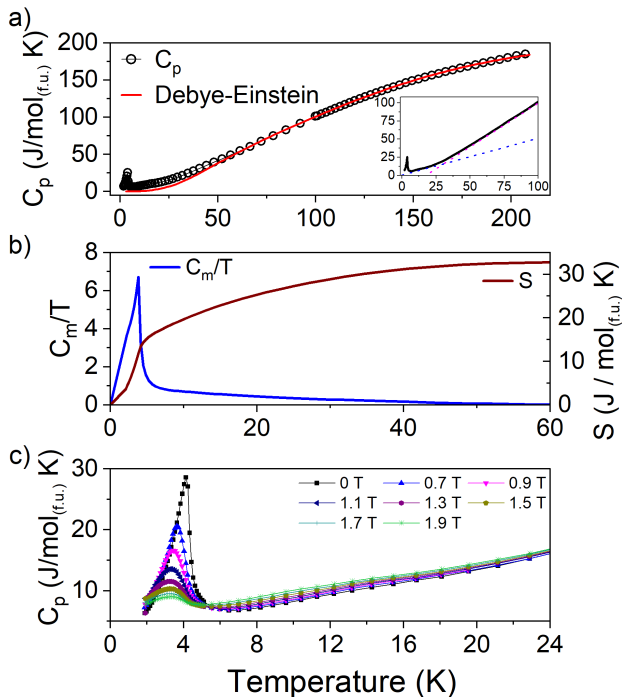 a)
200
150
100
50
0
C_p (J/mol_(f.u.) K)
C_p
Debye-Einstein
100
75
50
25
0
0 25 50 75 100
0 50 100 150 200
b)
8
6
4
2
0
C_m/T
C_m/T
S
30
20
10
0
S (J / mol_(f.u.) K)
0 20 40 60
c)
30
20
10
C_p (J/mol_(f.u.) K)
0 T 0.7 T 0.9 T
1.1 T 1.3 T 1.5 T
1.7 T 1.9 T
0 4 8 12 16 20 24
Temperature (K)